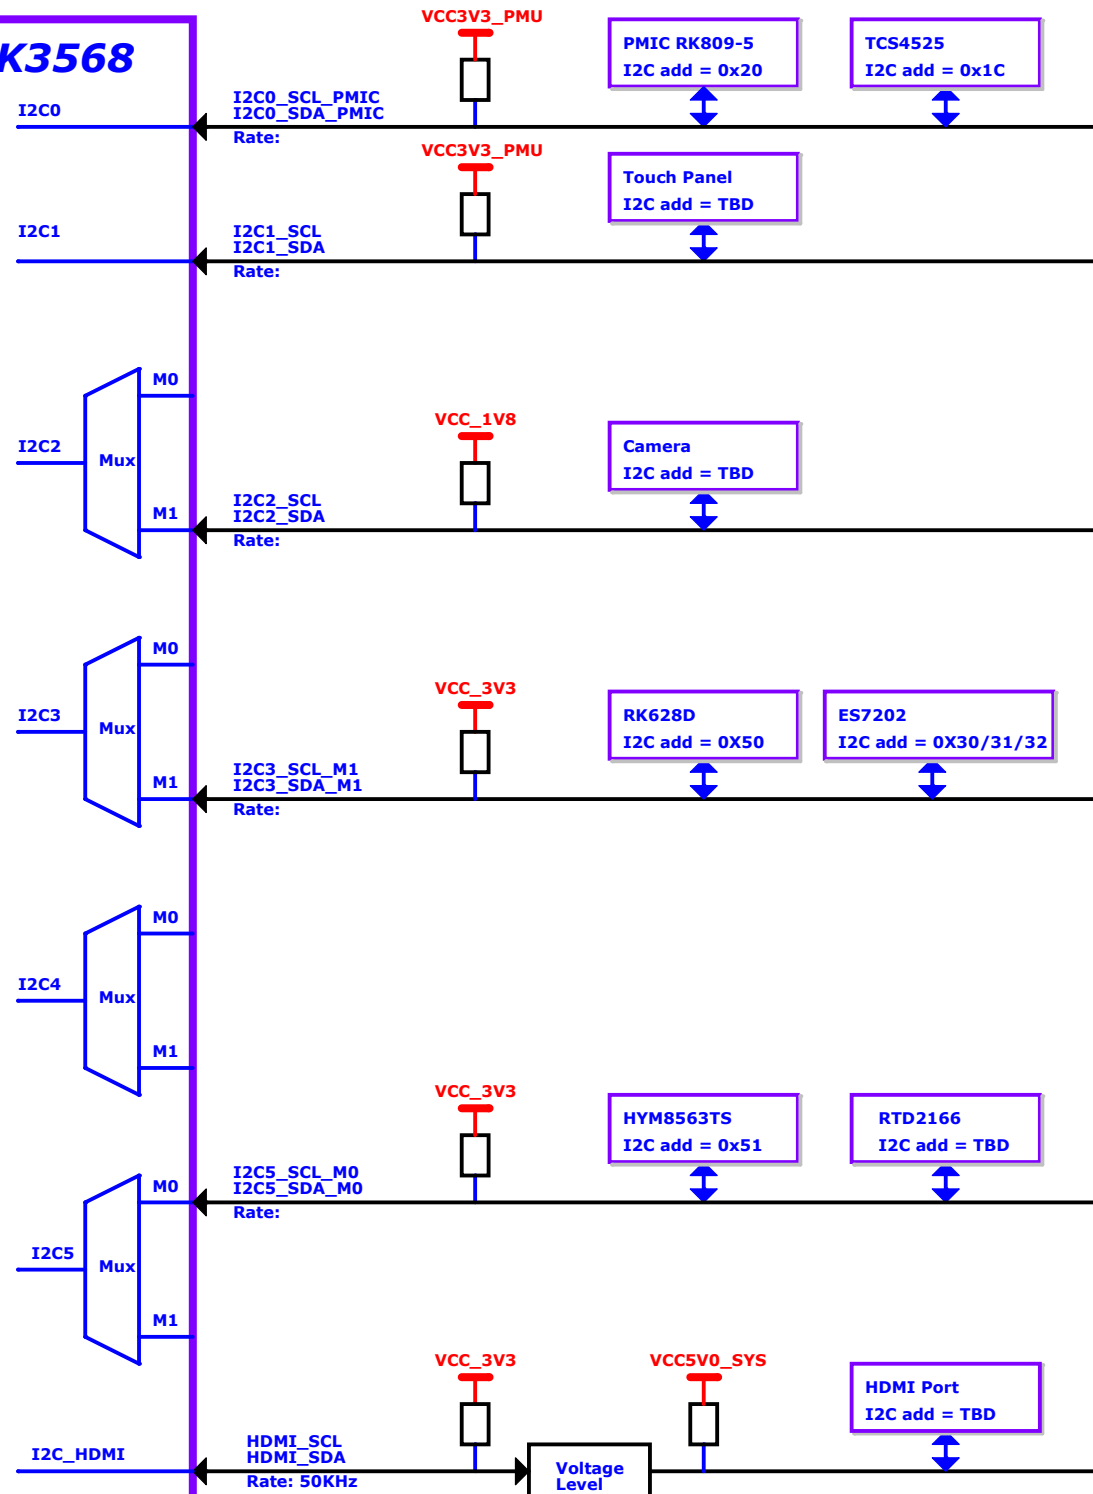 K3568
VCC3V3_PMU
PMIC RK809-5
I2C add = 0x20
TCS4525
I2C add = 0x1C
I2C0
I2C0_SCL_PMIC
I2C0_SDA_PMIC
Rate:
VCC3V3_PMU
Touch Panel
I2C add = TBD
I2C1
I2C1_SCL
I2C1_SDA
Rate:
M0
VCC_1V8
Camera
I2C add = TBD
I2C2
Mux
M1
I2C2_SCL
I2C2_SDA
Rate:
M0
VCC_3V3
RK628D
I2C add = 0X50
ES7202
I2C add = 0X30/31/32
I2C3
Mux
M1
I2C3_SCL_M1
I2C3_SDA_M1
Rate:
M0
I2C4
Mux
M1
VCC_3V3
HYM8563TS
I2C add = 0x51
RTD2166
I2C add = TBD
M0
I2C5_SCL_M0
I2C5_SDA_M0
Rate:
I2C5
Mux
M1
VCC_3V3
VCC5V0_SYS
HDMI Port
I2C add = TBD
I2C_HDMI
HDMI_SCL
HDMI_SDA
Rate: 50KHz
Voltage
Level